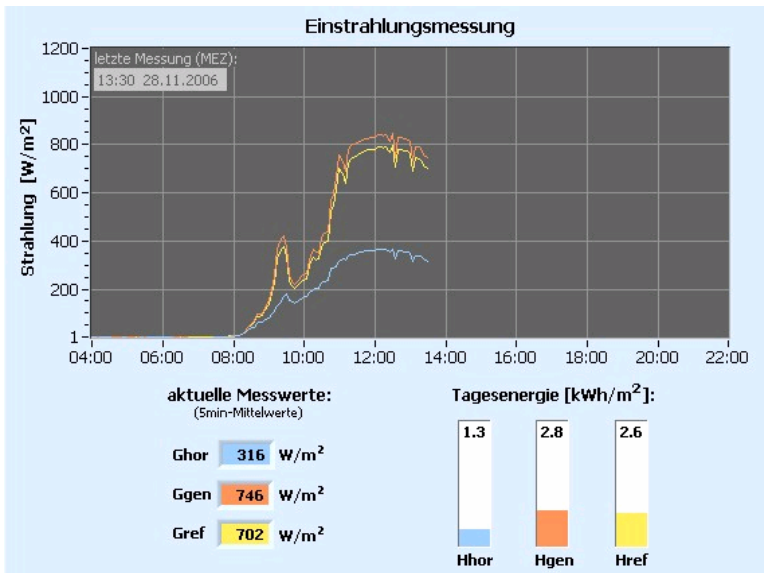 Einstrahlungsmessung
letzte Messung (MEZ):
13:30 28.11.2006
Strahlung [W/m²]
1200
1000
800
600
400
200
1
04:00 06:00 08:00 10:00 12:00 14:00 16:00 18:00 20:00 22:00
aktuelle Messwerte:
(5min-Mittelwerte)
Ghor 316 W/m²
Ggen 746 W/m²
Gref 702 W/m²
Tagesenergie [kWh/m²]:
1.3 2.8 2.6
Hhor Hgen Href